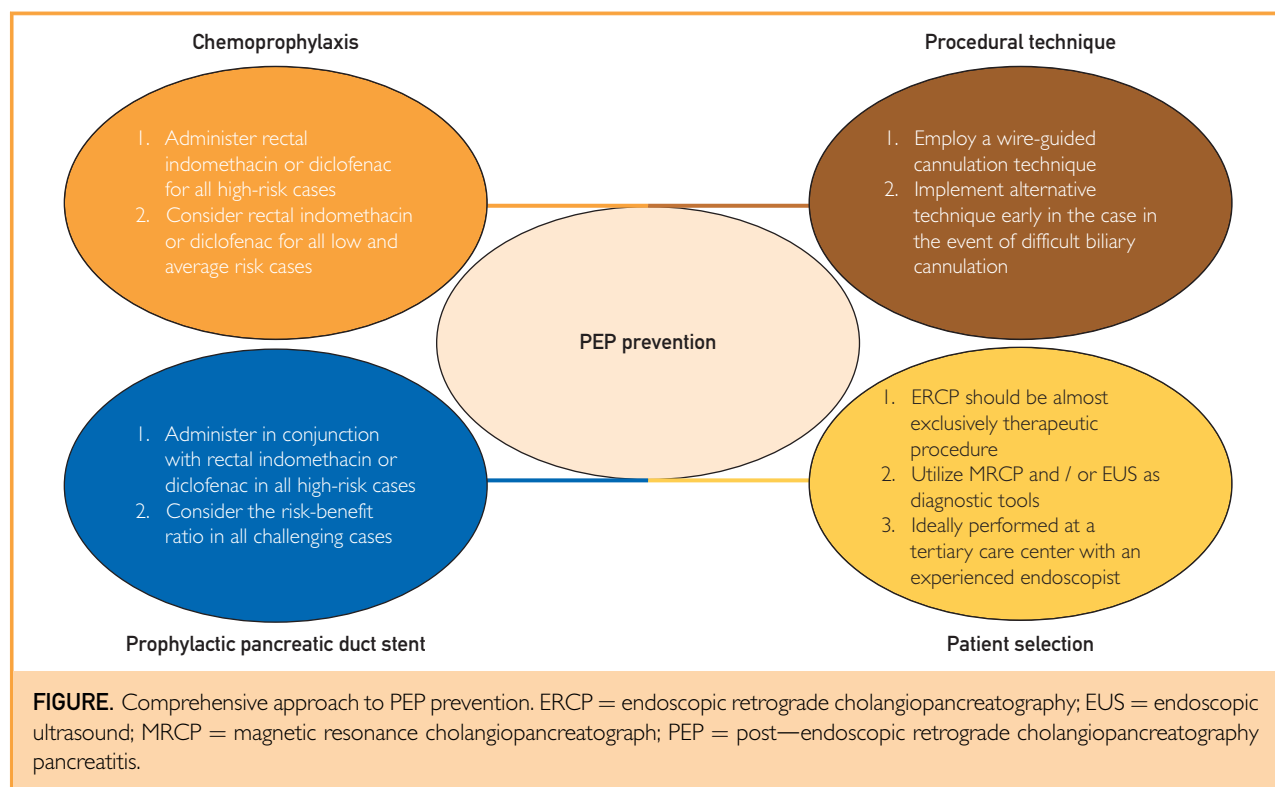 Chemoprophylaxis
1. Administer rectal
indomethacin or diclofenac
for all high-risk cases
2. Consider rectal indomethacin
or diclofenac for all low and
average risk cases
Procedural technique
1. Employ a wire-guided
cannulation technique
2. Implement alternative
technique early in the case in
the event of difficult biliary
cannulation
PEP prevention
1. Administer in conjunction
with rectal indomethacin or
diclofenac in all high-risk cases
2. Consider the risk-benefit
ratio in all challenging cases
Prophylactic pancreatic duct stent
1. ERCP should be almost
exclusively therapeutic
procedure
2. Utilize MRCP and / or EUS as
diagnostic tools
3. Ideally performed at a
tertiary care center with an
experienced endoscopist
Patient selection
FIGURE. Comprehensive approach to PEP prevention. ERCP = endoscopic retrograde cholangiopancreatography; EUS = endoscopic
ultrasound; MRCP = magnetic resonance cholangiopancreatograph; PEP = post—endoscopic retrograde cholangiopancreatography
pancreatitis.